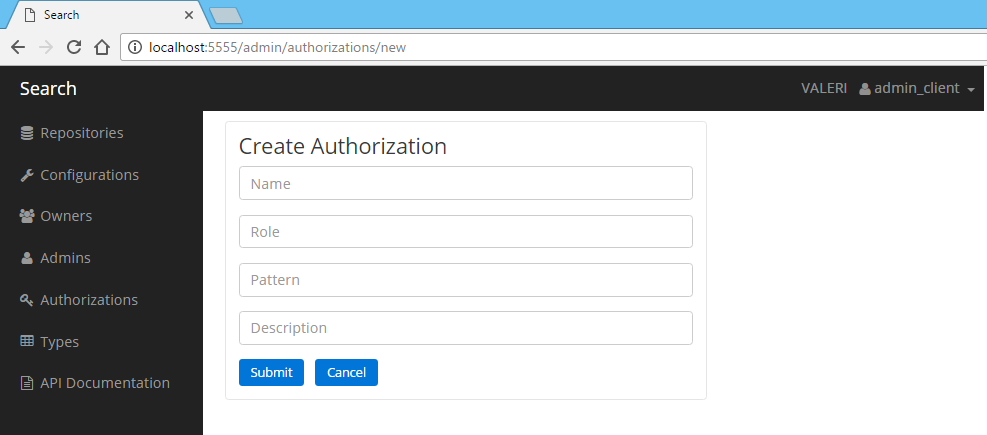 Search
localhost:5555/admin/authorizations/new
Search
VALERI admin_client
Repositories
Configurations
Owners
Admins
Authorizations
Types
API Documentation
Create Authorization
Name
Role
Pattern
Description
Submit Cancel